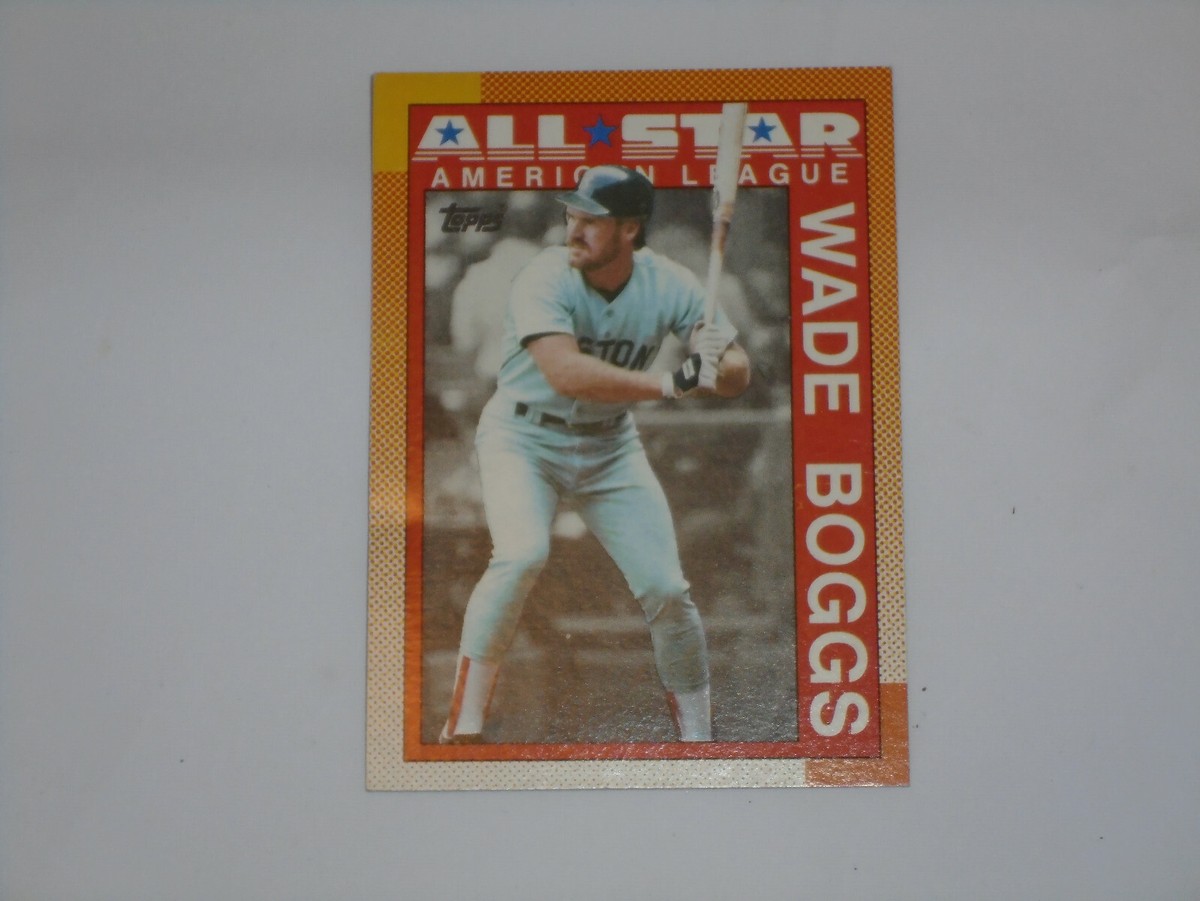 ALL★STAR
AMERICAN LEAGUE
Topps
WADE BOGGS
STON